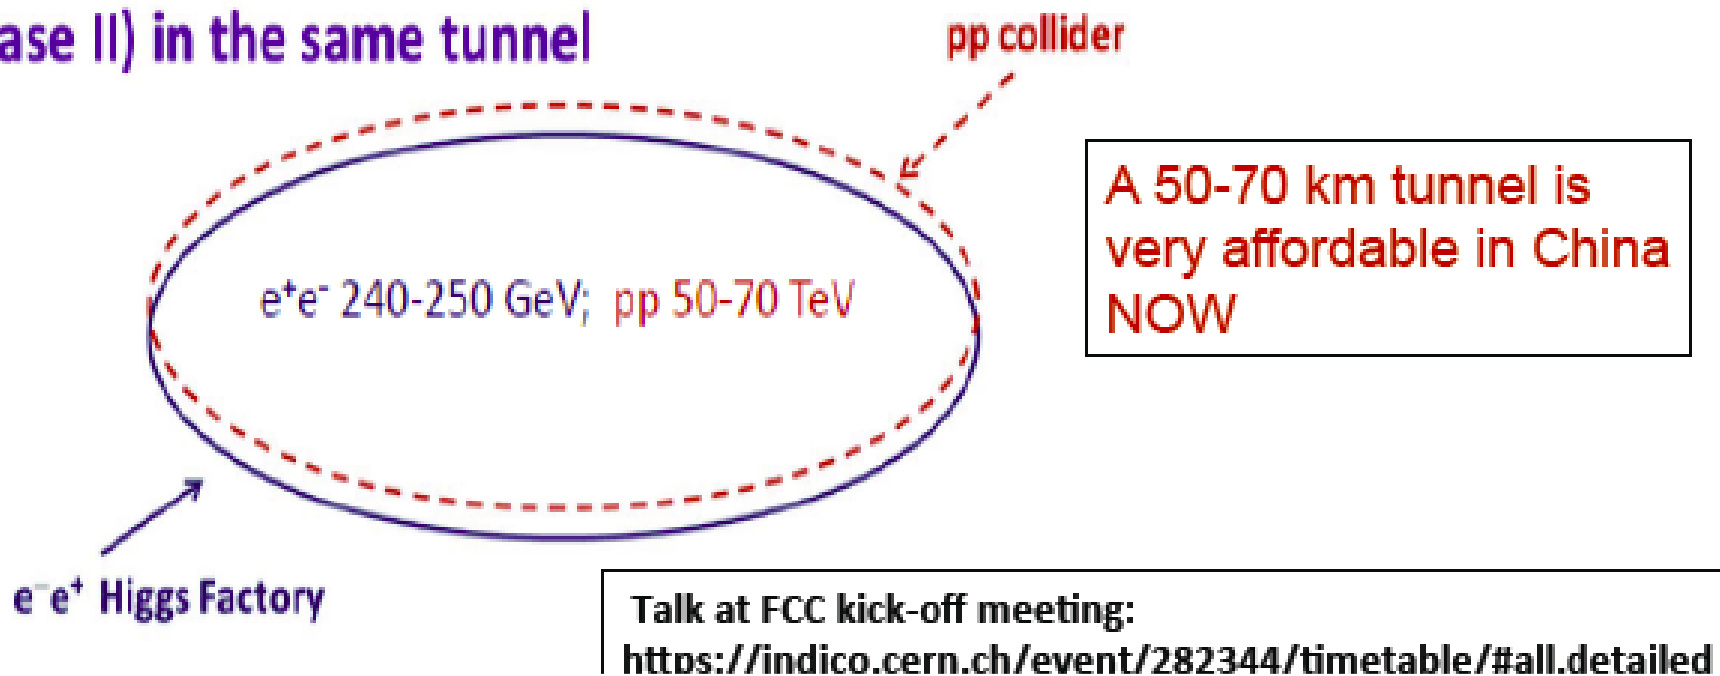 ase II) in the same tunnel
pp collider
A 50-70 km tunnel is
very affordable in China
NOW
e⁺e⁻ 240-250 GeV; pp 50-70 TeV
e⁻e⁺ Higgs Factory
Talk at FCC kick-off meeting:
https://indico.cern.ch/event/282344/timetable/#all.detailed